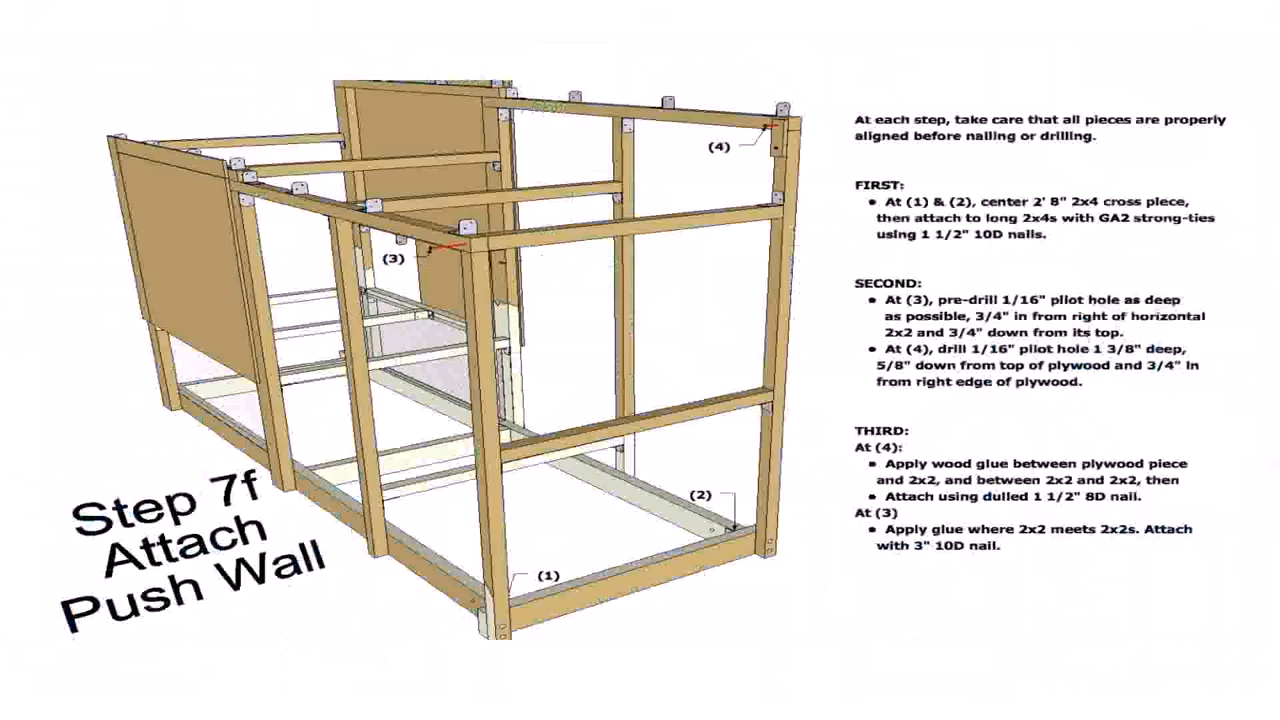 At each step, take care that all pieces are properly
aligned before nailing or drilling.
FIRST:
• At (1) & (2), center 2' 8" 2x4 cross piece,
then attach to long 2x4s with GA2 strong-ties
using 1 1/2" 10D nails.
SECOND:
• At (3), pre-drill 1/16" pilot hole as deep
as possible, 3/4" in from right of horizontal
2x2 and 3/4" down from its top.
• At (4), drill 1/16" pilot hole 1 3/8" deep,
5/8" down from top of plywood and 3/4" in
from right edge of plywood.
THIRD:
At (4):
• Apply wood glue between plywood piece
and 2x2, and between 2x2 and 2x2, then
• Attach using dulled 1 1/2" 8D nail.
At (3)
• Apply glue where 2x2 meets 2x2s. Attach
with 3" 10D nail.
(4)
(3)
(2)
(1)
Step 7f
Attach
Push Wall